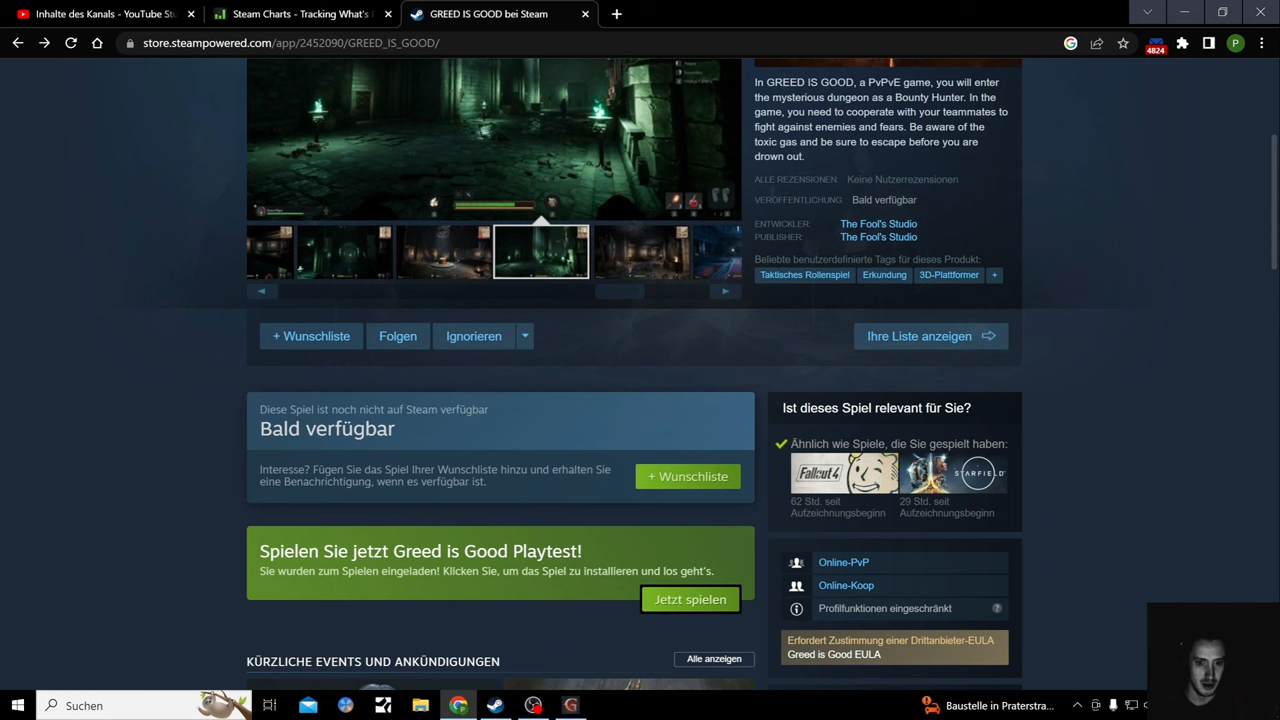 Inhalte des Kanals - YouTube Stu
Steam Charts - Tracking What's H
GREED IS GOOD bei Steam
store.steampowered.com/app/2452090/GREED_IS_GOOD/
4824
P
In GREED IS GOOD, a PvPvE game, you will enter
the mysterious dungeon as a Bounty Hunter. In the
game, you need to cooperate with your teammates to
fight against enemies and fears. Be aware of the
toxic gas and be sure to escape before you are
drown out.
ALLE REZENSIONEN: Keine Nutzerrezensionen
VERÖFFENTLICHUNG: Bald verfügbar
ENTWICKLER: The Fool's Studio
PUBLISHER: The Fool's Studio
Beliebte benutzerdefinierte Tags für dieses Produkt:
Taktisches Rollenspiel Erkundung 3D-Plattformer +
+ Wunschliste Folgen Ignorieren Ihre Liste anzeigen
Diese Spiel ist noch nicht auf Steam verfügbar
Bald verfügbar
Interesse? Fügen Sie das Spiel Ihrer Wunschliste hinzu und erhalten Sie
eine Benachrichtigung, wenn es verfügbar ist.
+ Wunschliste
Spielen Sie jetzt Greed is Good Playtest!
Sie wurden zum Spielen eingeladen! Klicken Sie, um das Spiel zu installieren und los geht's.
Jetzt spielen
KÜRZLICHE EVENTS UND ANKÜNDIGUNGEN
Alle anzeigen
Ist dieses Spiel relevant für Sie?
Ähnlich wie Spiele, die Sie gespielt haben:
Fallout 4 STARFIELD
62 Std. seit
Aufzeichnungsbeginn
29 Std. seit
Aufzeichnungsbeginn
Online-PvP
Online-Koop
Profilfunktionen eingeschränkt ?
Erfordert Zustimmung einer Drittanbieter-EULA
Greed is Good EULA
Suchen
Baustelle in Praterstra...